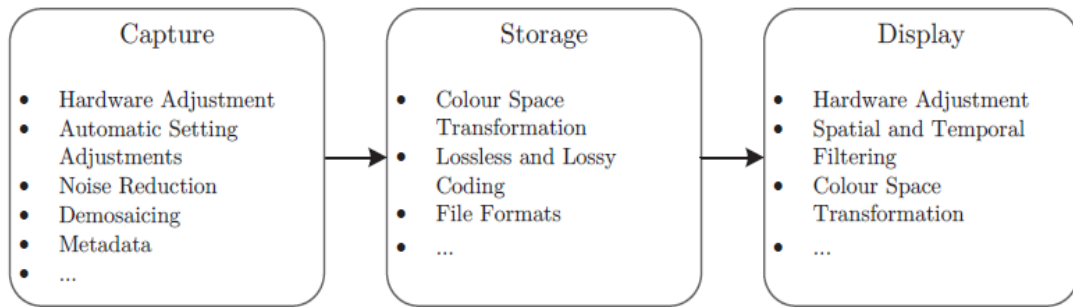 Capture
• Hardware Adjustment
• Automatic Setting
Adjustments
• Noise Reduction
• Demosaicing
• Metadata
• ...
Storage
• Colour Space
Transformation
• Lossless and Lossy
Coding
• File Formats
• ...
Display
• Hardware Adjustment
• Spatial and Temporal
Filtering
• Colour Space
Transformation
• ...